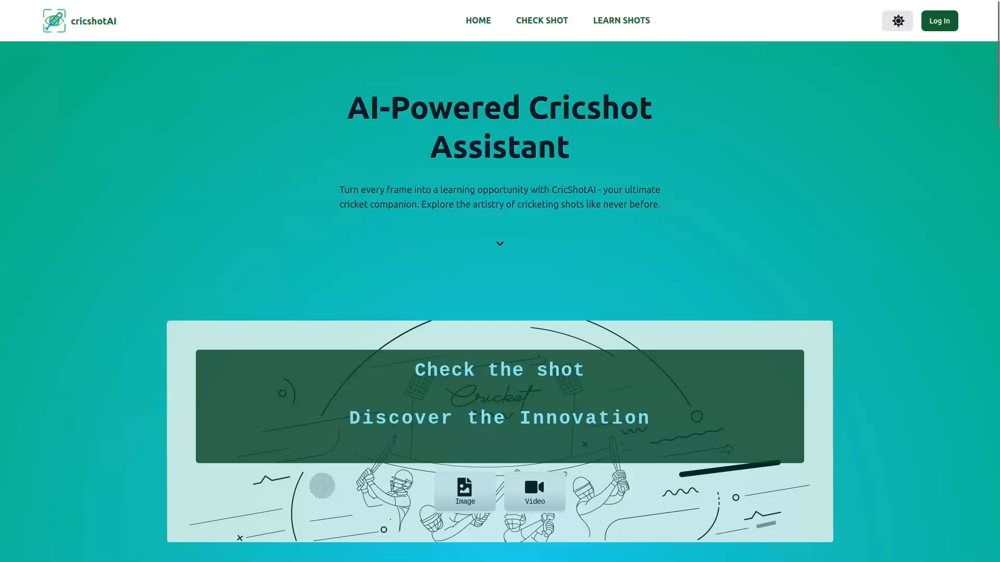 cricshotAI
HOME
CHECK SHOT
LEARN SHOTS
Log In
AI-Powered Cricshot
Assistant
Turn every frame into a learning opportunity with CricShotAI - your ultimate
cricket companion. Explore the artistry of cricketing shots like never before.
Check the shot
Cricket
Discover the Innovation
Image
Video